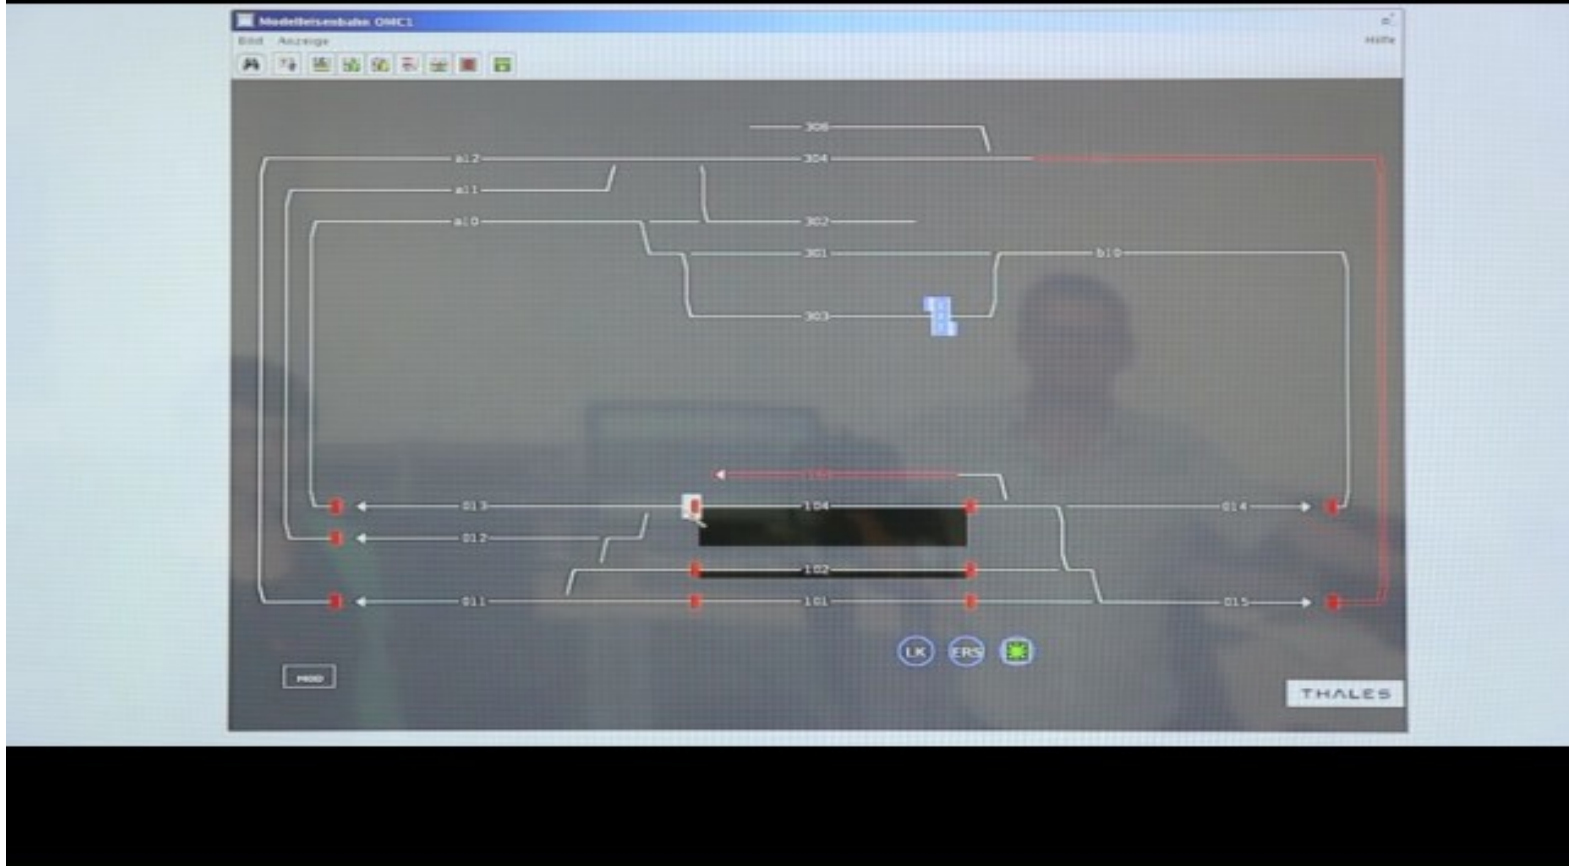 Modelleisenbahn OMC1
Bild Anzeige Hilfe
306
a12 304
a11
a10 302
301 b10
303
013 104 014
012
102
011 101 015
LK ERS
MOD
THALES